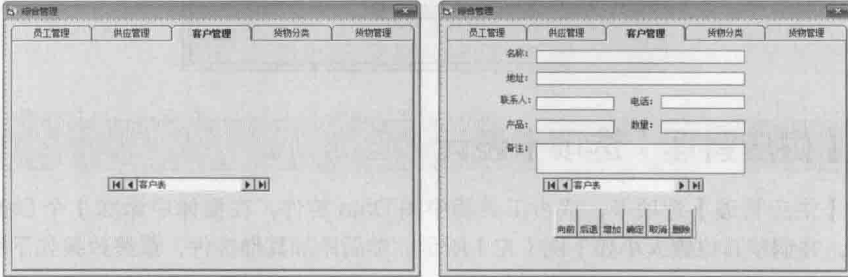 综合管理
员工管理 供应管理 客户管理 货物分类 货物管理
客户表
综合管理
员工管理 供应管理 客户管理 货物分类 货物管理
名称：
地址：
联系人： 电话：
产品： 数量：
备注：
客户表
向前 后退 增加 确定 取消 删除